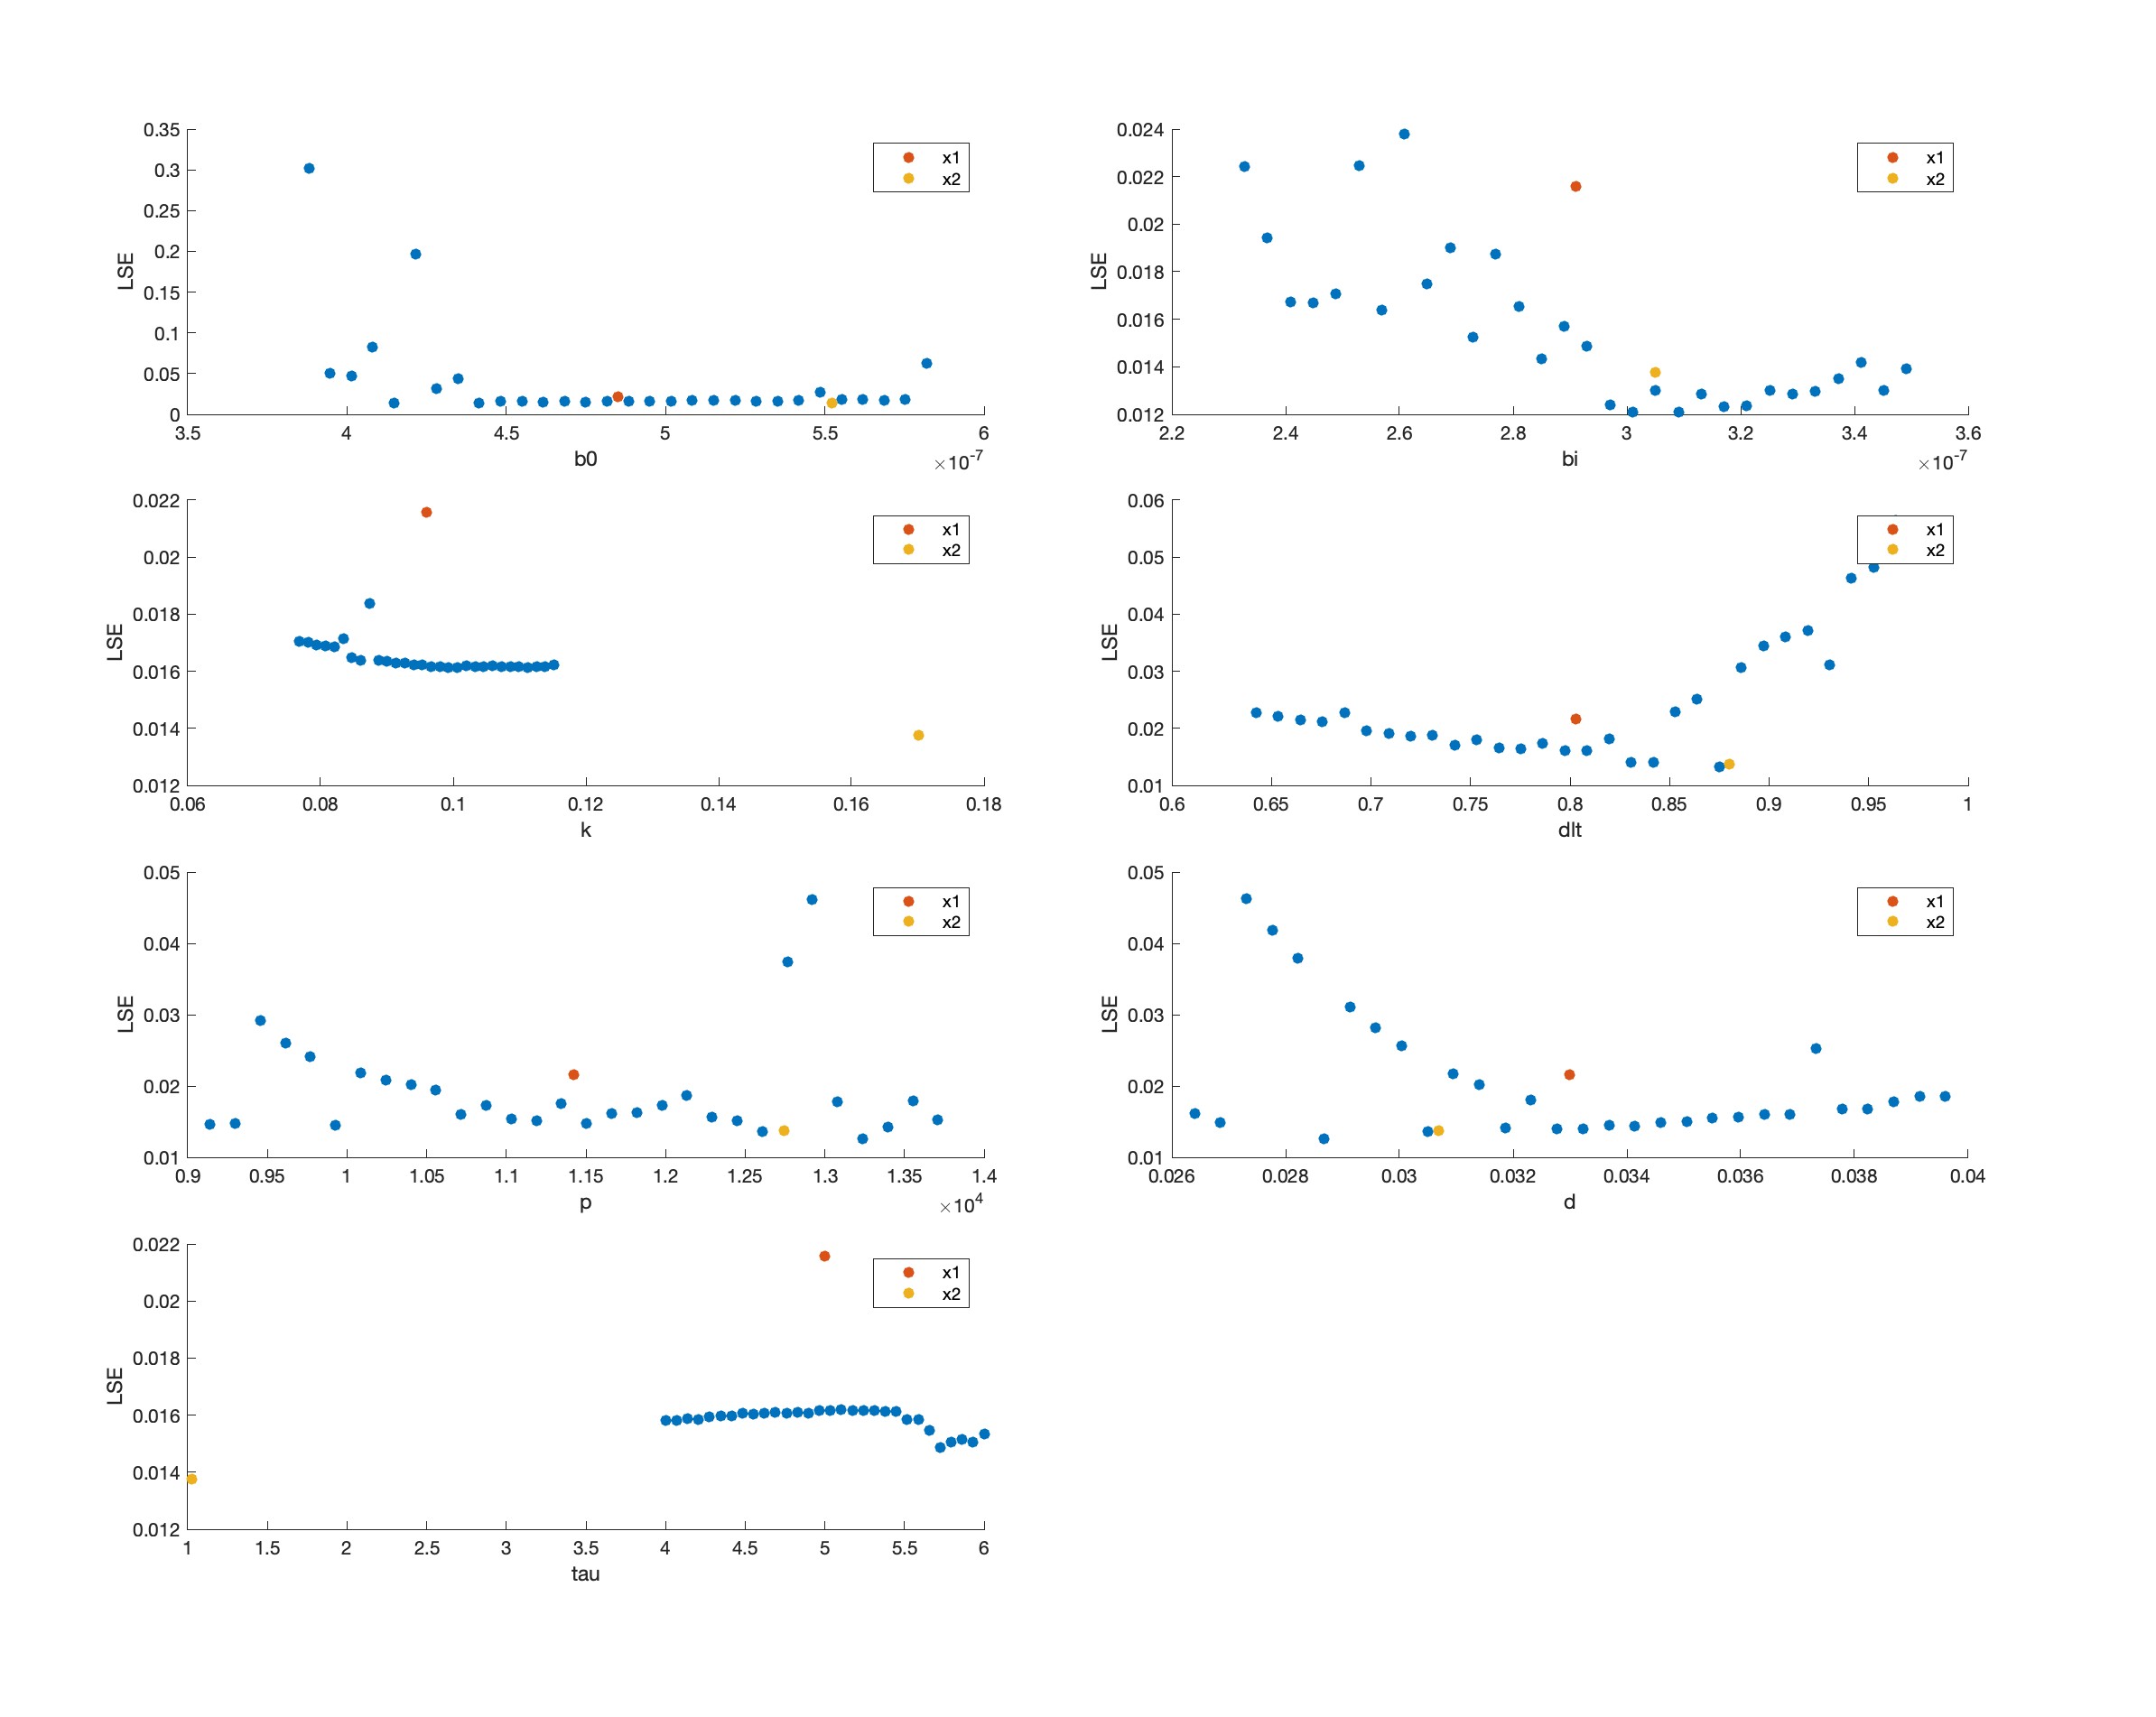 0.35
0.3
0.25
0.2
0.15
0.1
0.05
0
LSE
3.5 4 4.5 5 5.5 6
b0
×10-7
x1
x2
0.024
0.022
0.02
0.018
0.016
0.014
0.012
LSE
2.2 2.4 2.6 2.8 3 3.2 3.4 3.6
bi
×10-7
x1
x2
0.022
0.02
0.018
0.016
0.014
0.012
LSE
0.06 0.08 0.1 0.12 0.14 0.16 0.18
k
x1
x2
0.06
0.05
0.04
0.03
0.02
0.01
LSE
0.6 0.65 0.7 0.75 0.8 0.85 0.9 0.95 1
dlt
x1
x2
0.05
0.04
0.03
0.02
0.01
LSE
0.9 0.95 1 1.05 1.1 1.15 1.2 1.25 1.3 1.35 1.4
p
×104
x1
x2
0.05
0.04
0.03
0.02
0.01
LSE
0.026 0.028 0.03 0.032 0.034 0.036 0.038 0.04
d
x1
x2
0.022
0.02
0.018
0.016
0.014
0.012
LSE
1 1.5 2 2.5 3 3.5 4 4.5 5 5.5 6
tau
x1
x2